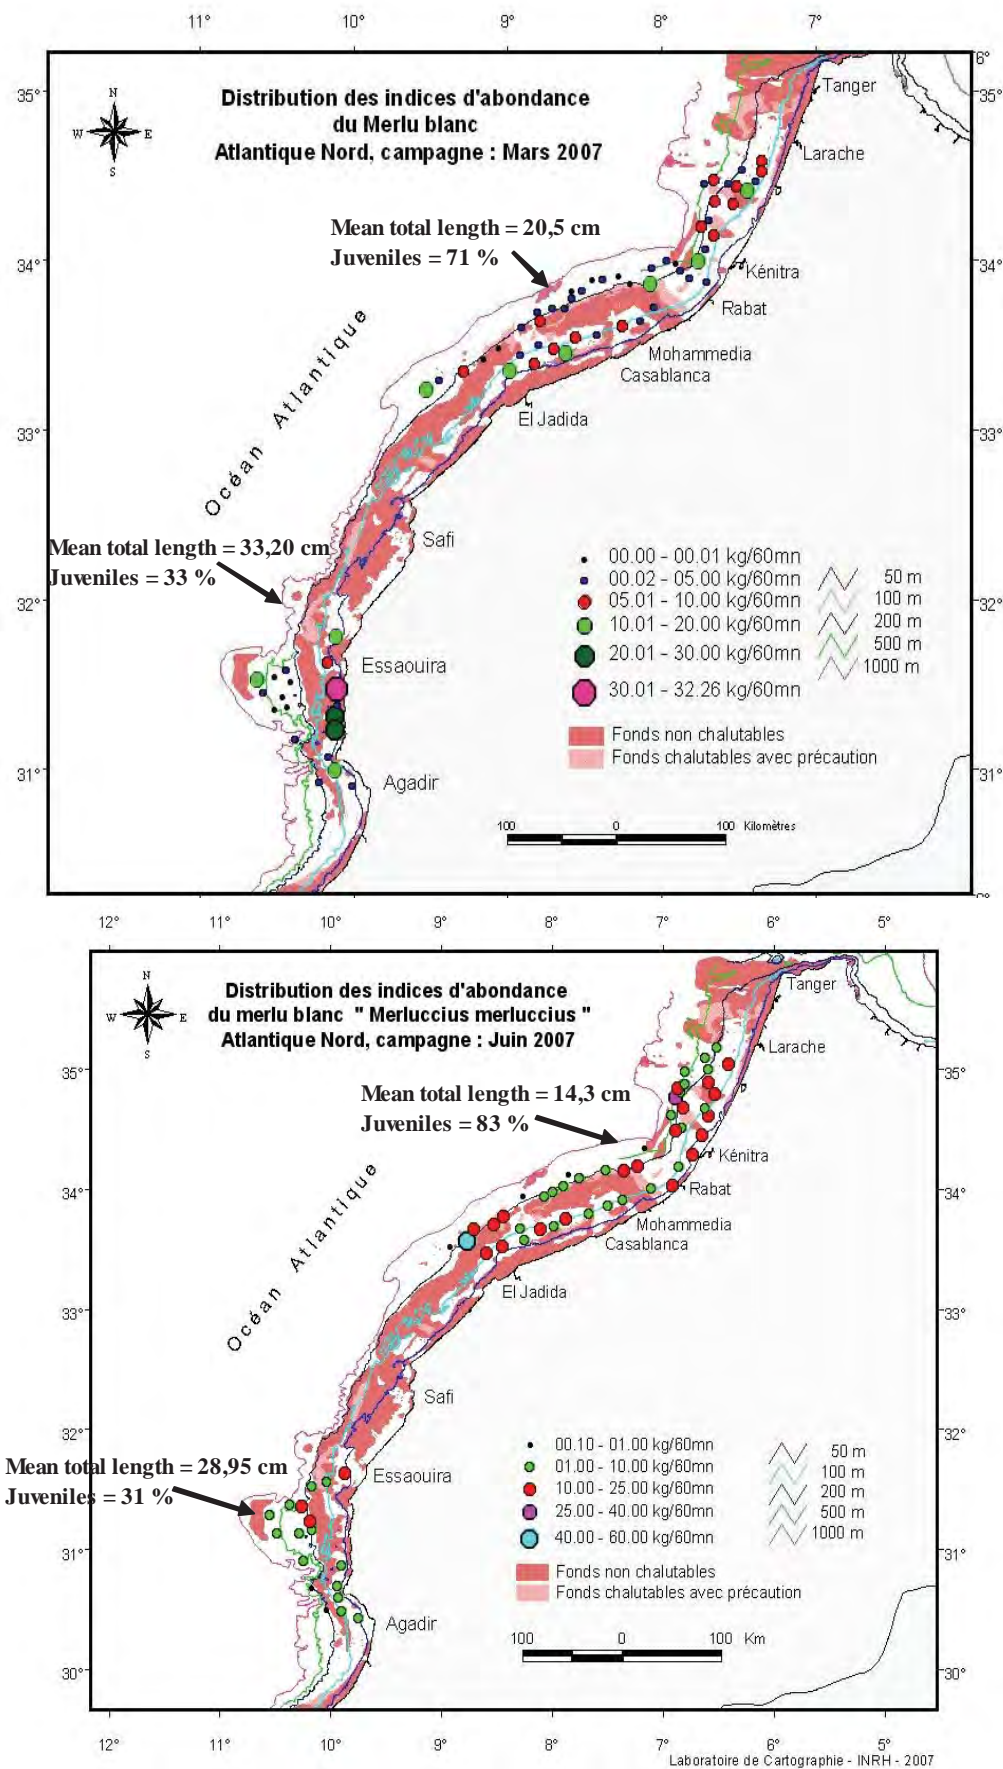 11° 10° 9° 8° 7°
6°
35° 35°
Distribution des indices d'abondance
du Merlu blanc
Atlantique Nord, campagne : Mars 2007
N
W E
S
Tanger
Larache
Mean total length = 20,5 cm
Juveniles = 71 %
34° 34°
Kénitra
Rabat
Mohammedia
Casablanca
El Jadida
Océan Atlantique
33° 33°
Safi
Mean total length = 33,20 cm
Juveniles = 33 %
32° 32°
00.00 - 00.01 kg/60mn
00.02 - 05.00 kg/60mn
05.01 - 10.00 kg/60mn
10.01 - 20.00 kg/60mn
20.01 - 30.00 kg/60mn
30.01 - 32.26 kg/60mn
50 m
100 m
200 m
500 m
1000 m
Essaouira
Fonds non chalutables
Fonds chalutables avec précaution
31° 31°
Agadir
100 0 100 Kilomètres
12° 11° 10° 9° 8° 7° 6° 5°
N
W E
S
Distribution des indices d'abondance
du merlu blanc " Merluccius merluccius "
Atlantique Nord, campagne : Juin 2007
Tanger
Larache
35° 35°
Mean total length = 14,3 cm
Juveniles = 83 %
Kénitra
34° 34°
Rabat
Mohammedia
Casablanca
El Jadida
Océan Atlantique
33° 33°
Safi
32° 32°
Mean total length = 28,95 cm
Juveniles = 31 %
Essaouira
00.10 - 01.00 kg/60mn
01.00 - 10.00 kg/60mn
10.00 - 25.00 kg/60mn
25.00 - 40.00 kg/60mn
40.00 - 60.00 kg/60mn
50 m
100 m
200 m
500 m
1000 m
31° 31°
Fonds non chalutables
Fonds chalutables avec précaution
Agadir
100 0 100 Km
30° 30°
12° 11° 10° 9° 8° 7° 6° 5°
Laboratoire de Cartographie - INRH - 2007